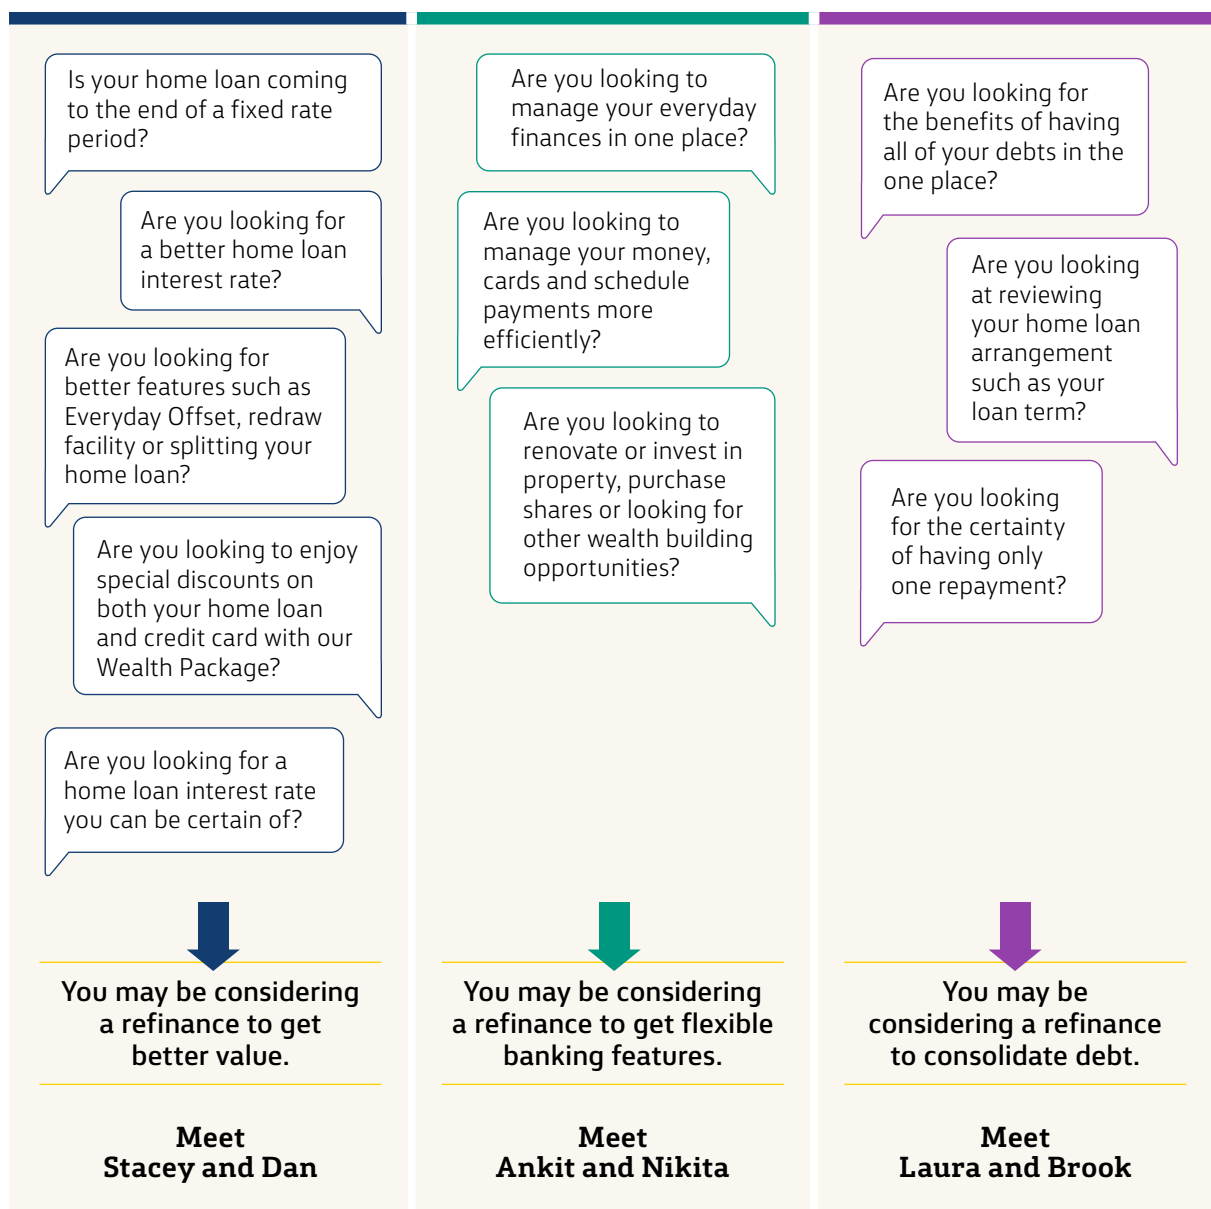 Is your home loan coming
to the end of a fixed rate
period?
Are you looking for
a better home loan
interest rate?
Are you looking for
better features such as
Everyday Offset, redraw
facility or splitting your
home loan?
Are you looking to enjoy
special discounts on
both your home loan
and credit card with our
Wealth Package?
Are you looking for a
home loan interest rate
you can be certain of?
You may be considering
a refinance to get
better value.
Meet
Stacey and Dan
Are you looking to
manage your everyday
finances in one place?
Are you looking to
manage your money,
cards and schedule
payments more
efficiently?
Are you looking to
renovate or invest in
property, purchase
shares or looking for
other wealth building
opportunities?
You may be considering
a refinance to get flexible
banking features.
Meet
Ankit and Nikita
Are you looking for
the benefits of having
all of your debts in the
one place?
Are you looking
at reviewing
your home loan
arrangement
such as your
loan term?
Are you looking
for the certainty
of having only
one repayment?
You may be
considering a refinance
to consolidate debt.
Meet
Laura and Brook